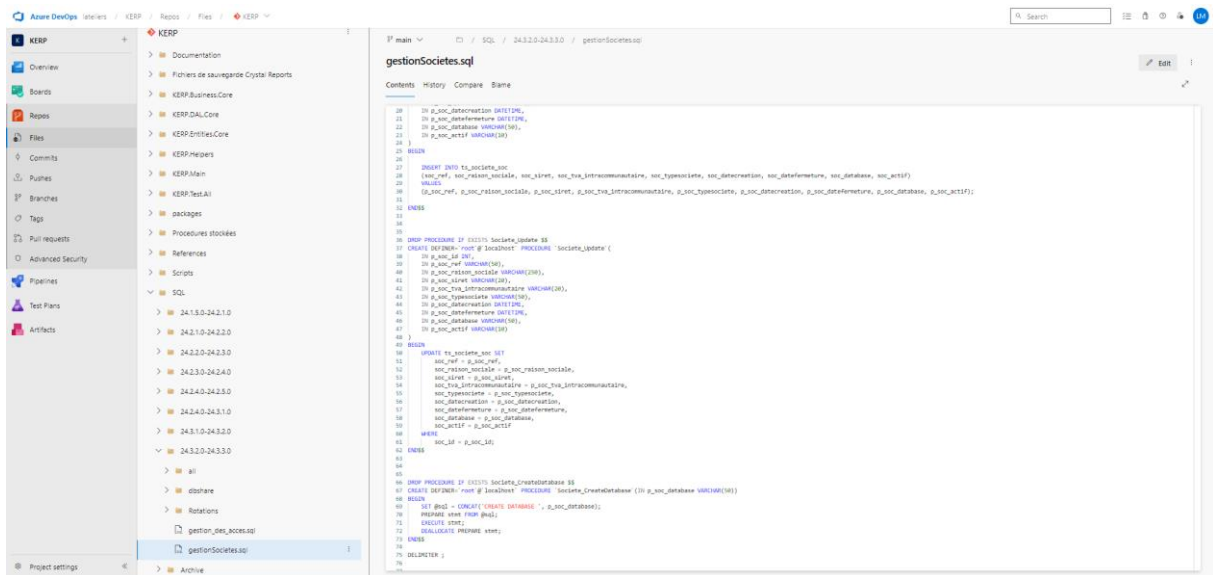 Azure DevOps lateliers / KERP / Repos / Files / KERP
Search
LM
K KERP +
Overview
Boards
Repos
Files
Commits
Pushes
Branches
Tags
Pull requests
Advanced Security
Pipelines
Test Plans
Artifacts
Project settings
KERP
Documentation
Fichiers de sauvegarde Crystal Reports
KERP.Business.Core
KERP.DAL.Core
KERP.Entities.Core
KERP.Helpers
KERP.Main
KERP.Test.All
packages
Procedures stockées
References
Scripts
SQL
24.1.5.0-24.2.1.0
24.2.1.0-24.2.2.0
24.2.2.0-24.2.3.0
24.2.3.0-24.2.4.0
24.2.4.0-24.2.5.0
24.2.4.0-24.3.1.0
24.3.1.0-24.3.2.0
24.3.2.0-24.3.3.0
all
dbshare
Rotations
gestion_des_acces.sql
gestionSocietes.sql
Archive
main / SQL / 24.3.2.0-24.3.3.0 / gestionSocietes.sql
gestionSocietes.sql
Edit
Contents History Compare Blame
20 IN p_soc_datecreation DATETIME,
21 IN p_soc_datefermeture DATETIME,
22 IN p_soc_database VARCHAR(50),
23 IN p_soc_actif VARCHAR(10)
24 )
25 BEGIN
26
27 INSERT INTO ts_societe_soc
28 (soc_ref, soc_raison_sociale, soc_siret, soc_tva_intracommunautaire, soc_typesociete, soc_datecreation, soc_datefermeture, soc_database, soc_actif)
29 VALUES
30 (p_soc_ref, p_soc_raison_sociale, p_soc_siret, p_soc_tva_intracommunautaire, p_soc_typesociete, p_soc_datecreation, p_soc_datefermeture, p_soc_database, p_soc_actif);
31
32 END$$
33
34
35
36 DROP PROCEDURE IF EXISTS Societe_Update $$
37 CREATE DEFINER=`root`@`localhost` PROCEDURE `Societe_Update`(
38 IN p_soc_id INT,
39 IN p_soc_ref VARCHAR(50),
40 IN p_soc_raison_sociale VARCHAR(250),
41 IN p_soc_siret VARCHAR(20),
42 IN p_soc_tva_intracommunautaire VARCHAR(20),
43 IN p_soc_typesociete VARCHAR(50),
44 IN p_soc_datecreation DATETIME,
45 IN p_soc_datefermeture DATETIME,
46 IN p_soc_database VARCHAR(50),
47 IN p_soc_actif VARCHAR(10)
48 )
49 BEGIN
50 UPDATE ts_societe_soc SET
51 soc_ref = p_soc_ref,
52 soc_raison_sociale = p_soc_raison_sociale,
53 soc_siret = p_soc_siret,
54 soc_tva_intracommunautaire = p_soc_tva_intracommunautaire,
55 soc_typesociete = p_soc_typesociete,
56 soc_datecreation = p_soc_datecreation,
57 soc_datefermeture = p_soc_datefermeture,
58 soc_database = p_soc_database,
59 soc_actif = p_soc_actif
60 WHERE
61 soc_id = p_soc_id;
62 END$$
63
64
65
66 DROP PROCEDURE IF EXISTS Societe_CreateDatabase $$
67 CREATE DEFINER=`root`@`localhost` PROCEDURE `Societe_CreateDatabase`(IN p_soc_database VARCHAR(50))
68 BEGIN
69 SET @sql = CONCAT('CREATE DATABASE ', p_soc_database);
70 PREPARE stmt FROM @sql;
71 EXECUTE stmt;
72 DEALLOCATE PREPARE stmt;
73 END$$
74
75 DELIMITER ;
76